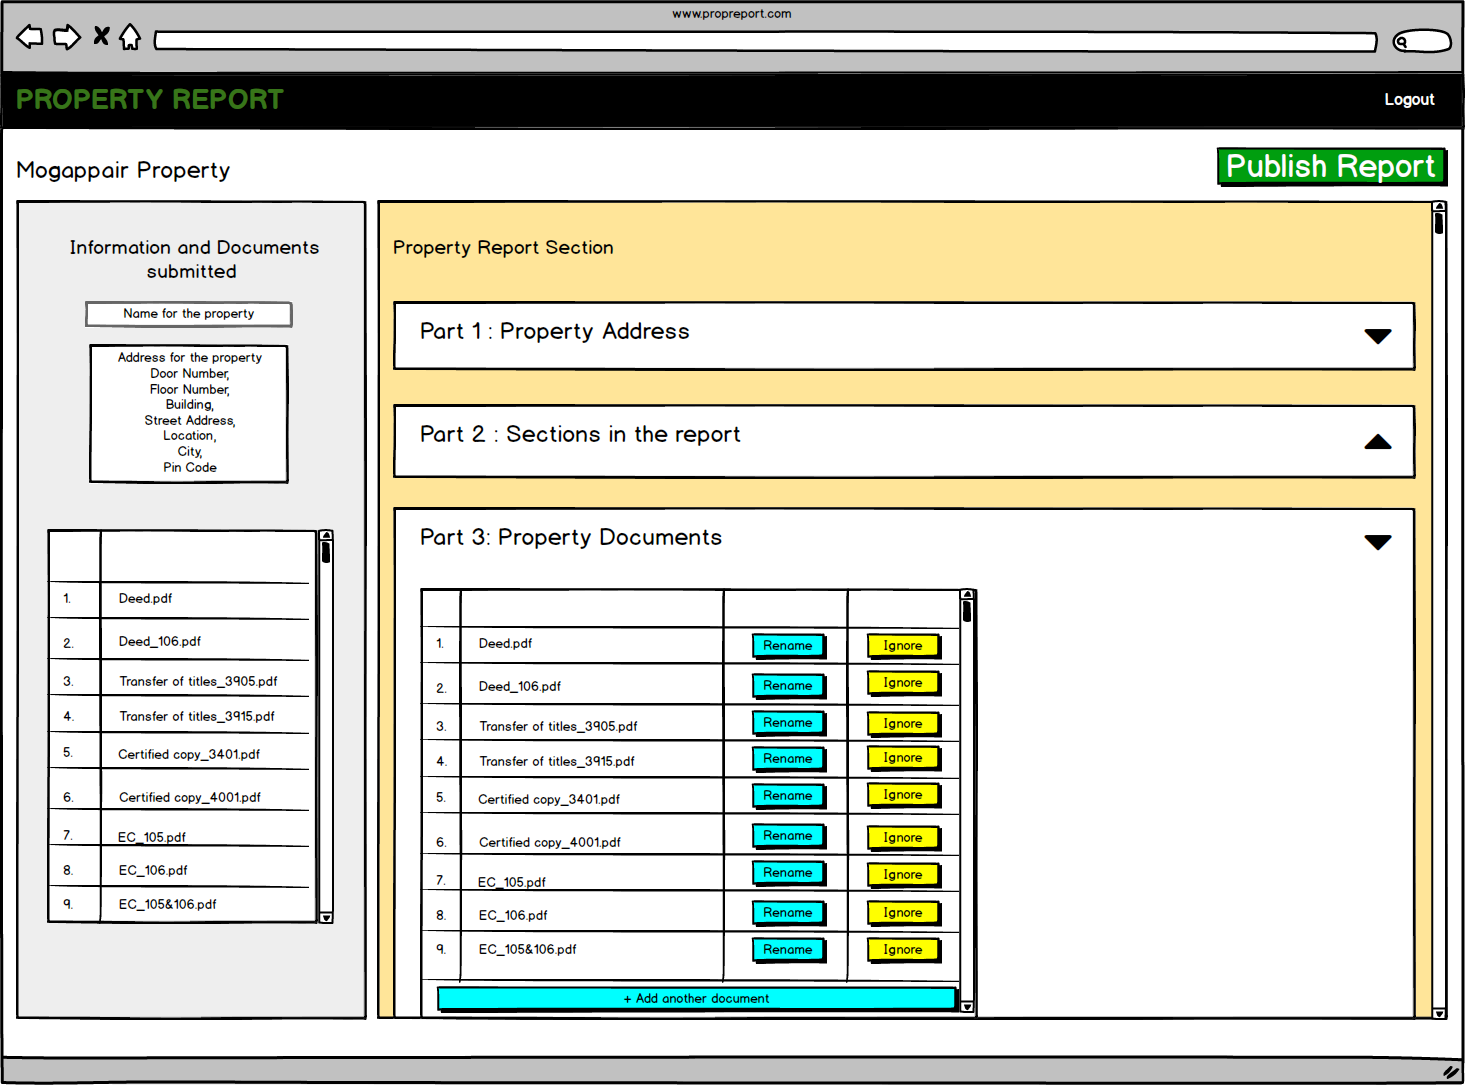 www.propreport.com
PROPERTY REPORT
Logout
Mogappair Property
Publish Report
Information and Documents
submitted
Name for the property
Address for the property
Door Number,
Floor Number,
Building,
Street Address,
Location,
City,
Pin Code
1. Deed.pdf
2. Deed_106.pdf
3. Transfer of titles_3905.pdf
4. Transfer of titles_3915.pdf
5. Certified copy_3401.pdf
6. Certified copy_4001.pdf
7. EC_105.pdf
8. EC_106.pdf
9. EC_105&106.pdf
Property Report Section
Part 1 : Property Address
Part 2 : Sections in the report
Part 3: Property Documents
1. Deed.pdf Rename Ignore
2. Deed_106.pdf Rename Ignore
3. Transfer of titles_3905.pdf Rename Ignore
4. Transfer of titles_3915.pdf Rename Ignore
5. Certified copy_3401.pdf Rename Ignore
6. Certified copy_4001.pdf Rename Ignore
7. EC_105.pdf Rename Ignore
8. EC_106.pdf Rename Ignore
9. EC_105&106.pdf Rename Ignore
+ Add another document